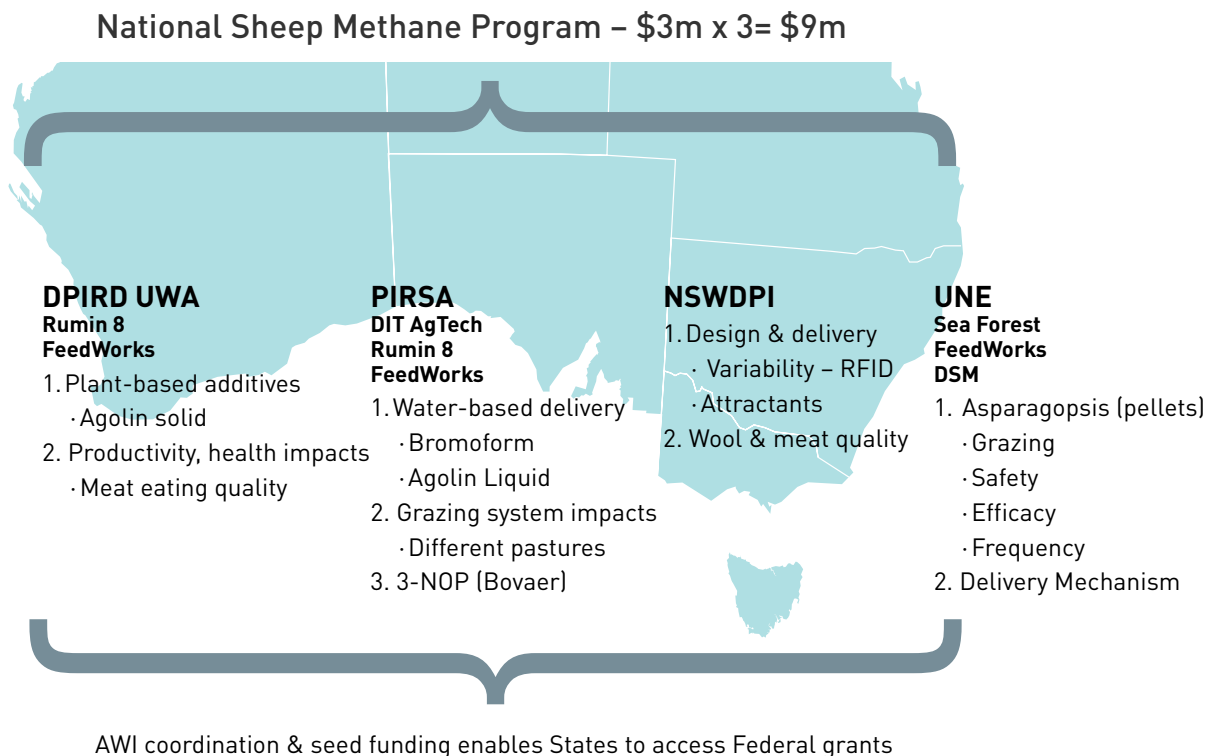 National Sheep Methane Program – $3m x 3= $9m
DPIRD UWA
Rumin 8
FeedWorks
1. Plant-based additives
· Agolin solid
2. Productivity, health impacts
· Meat eating quality
PIRSA
DIT AgTech
Rumin 8
FeedWorks
1. Water-based delivery
· Bromoform
· Agolin Liquid
2. Grazing system impacts
· Different pastures
3. 3-NOP (Bovaer)
NSWDPI
1. Design & delivery
· Variability – RFID
· Attractants
2. Wool & meat quality
UNE
Sea Forest
FeedWorks
DSM
1. Asparagopsis (pellets)
· Grazing
· Safety
· Efficacy
· Frequency
2. Delivery Mechanism
AWI coordination & seed funding enables States to access Federal grants